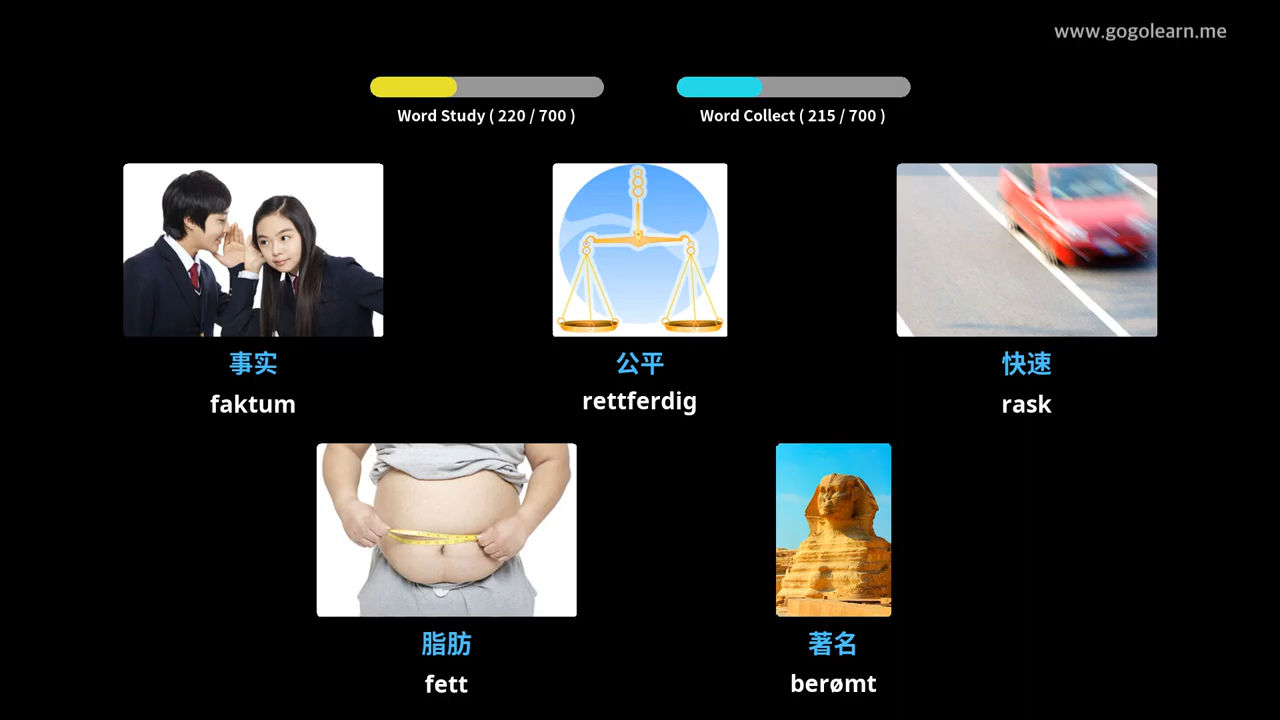 www.gogolearn.me
Word Study ( 220 / 700 )
Word Collect ( 215 / 700 )
事实
公平
快速
faktum
rettferdig
rask
脂肪
著名
fett
berømt